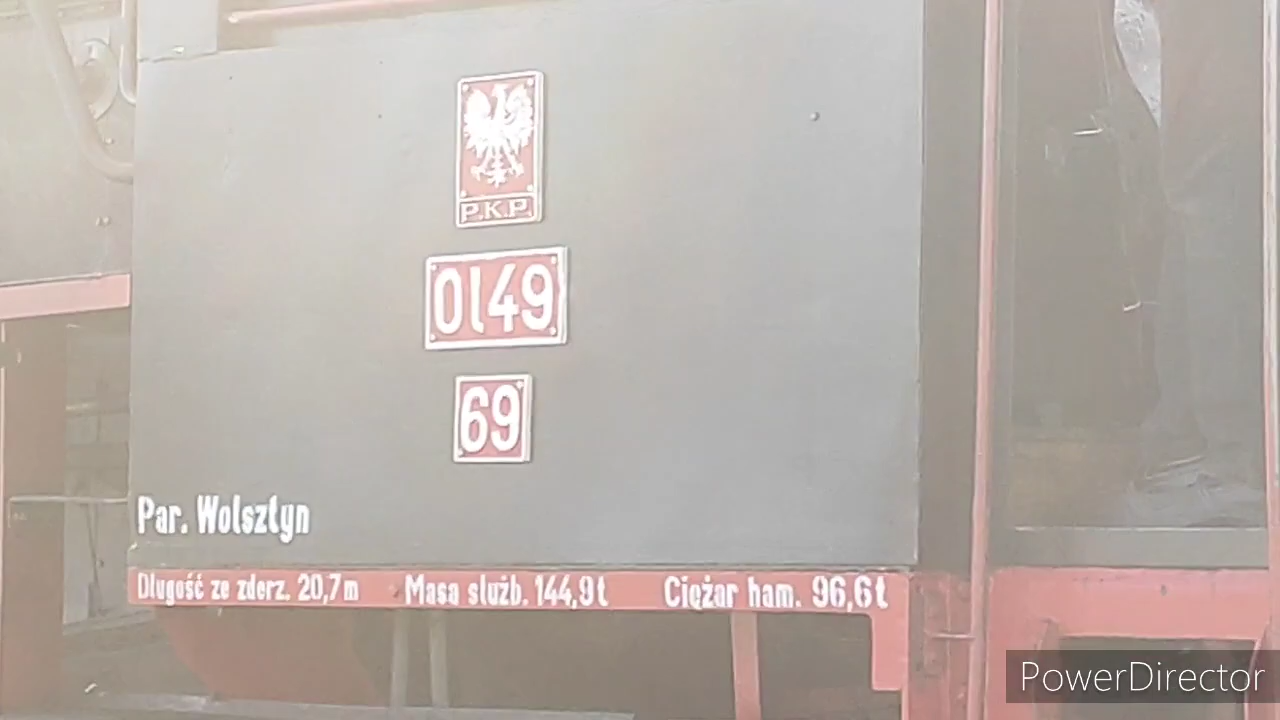 P.K.P
Ol49
69
Par. Wolsztyn
Długość ze zderz. 20,7m Masa służb. 144,9t Ciężar ham. 96,6t
PowerDirector